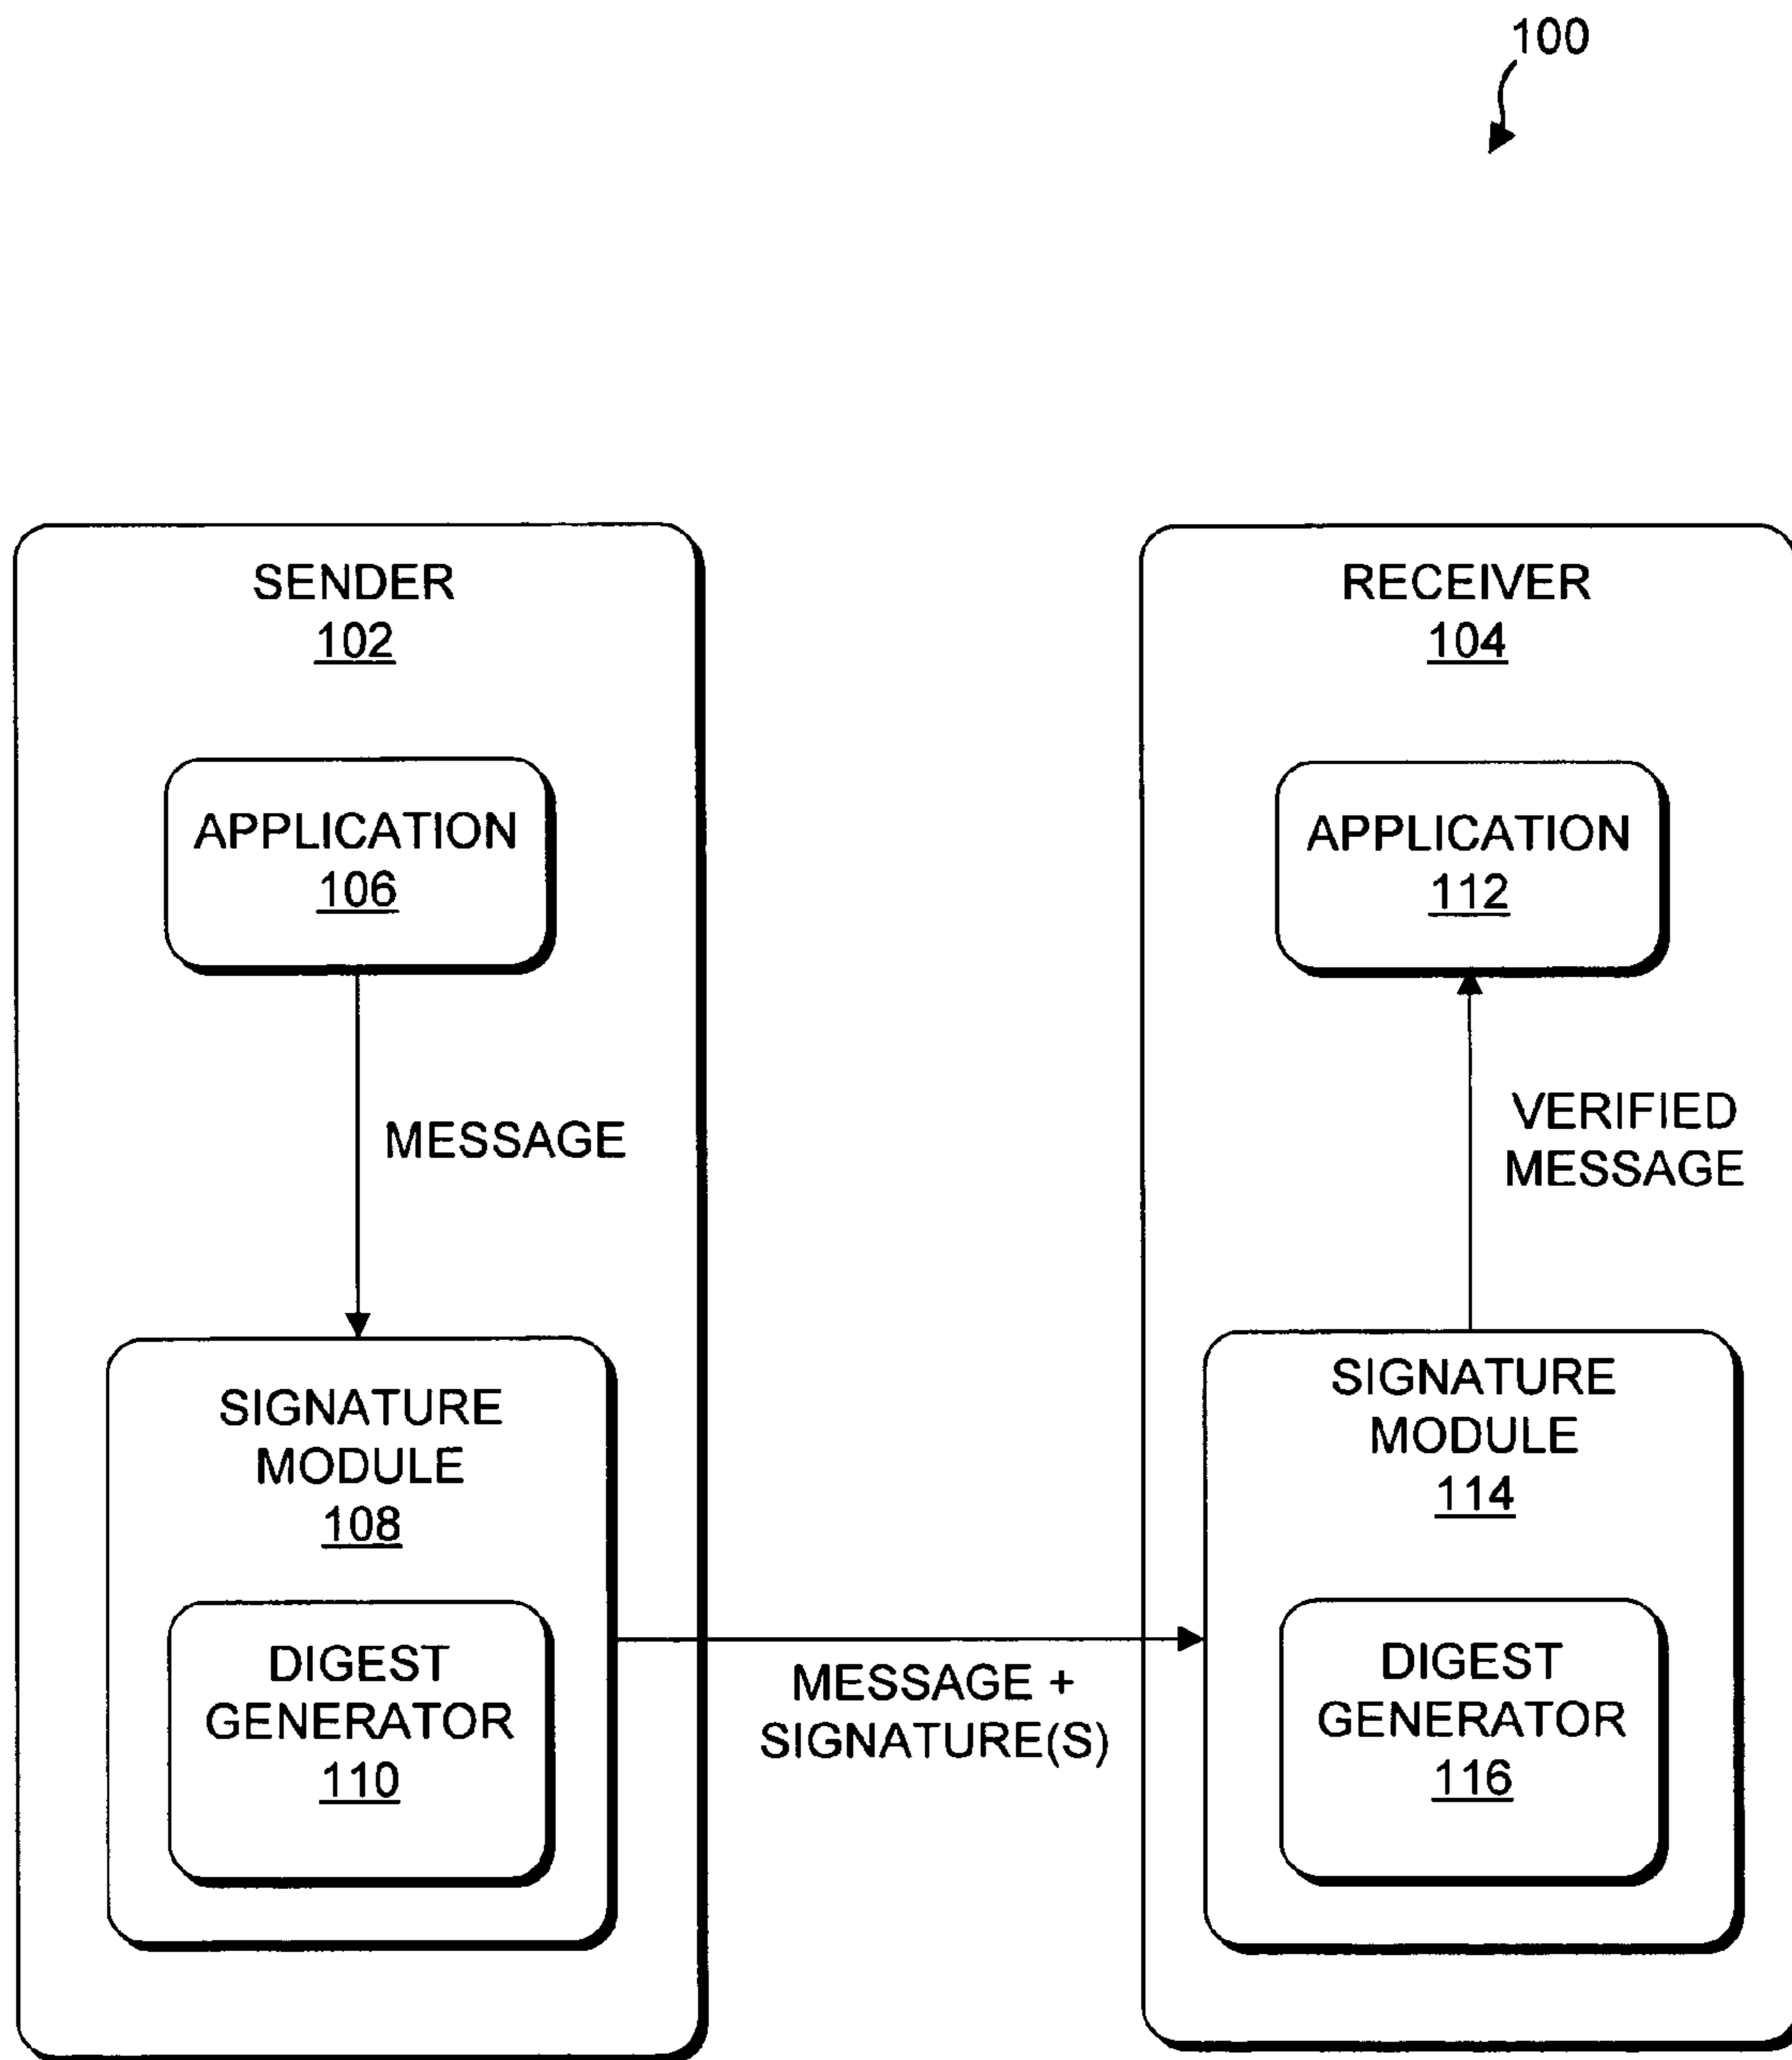 100
SENDER
102
APPLICATION
106
MESSAGE
SIGNATURE
MODULE
108
DIGEST
GENERATOR
110
MESSAGE +
SIGNATURE(S)
RECEIVER
104
APPLICATION
112
VERIFIED
MESSAGE
SIGNATURE
MODULE
114
DIGEST
GENERATOR
116